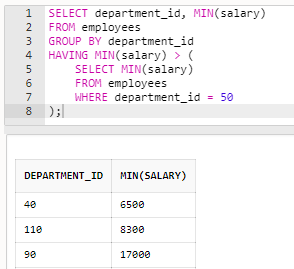 1 SELECT department_id, MIN(salary)
2 FROM employees
3 GROUP BY department_id
4 HAVING MIN(salary) > (
5     SELECT MIN(salary)
6     FROM employees
7     WHERE department_id = 50
8 );
DEPARTMENT_ID MIN(SALARY)
40 6500
110 8300
90 17000